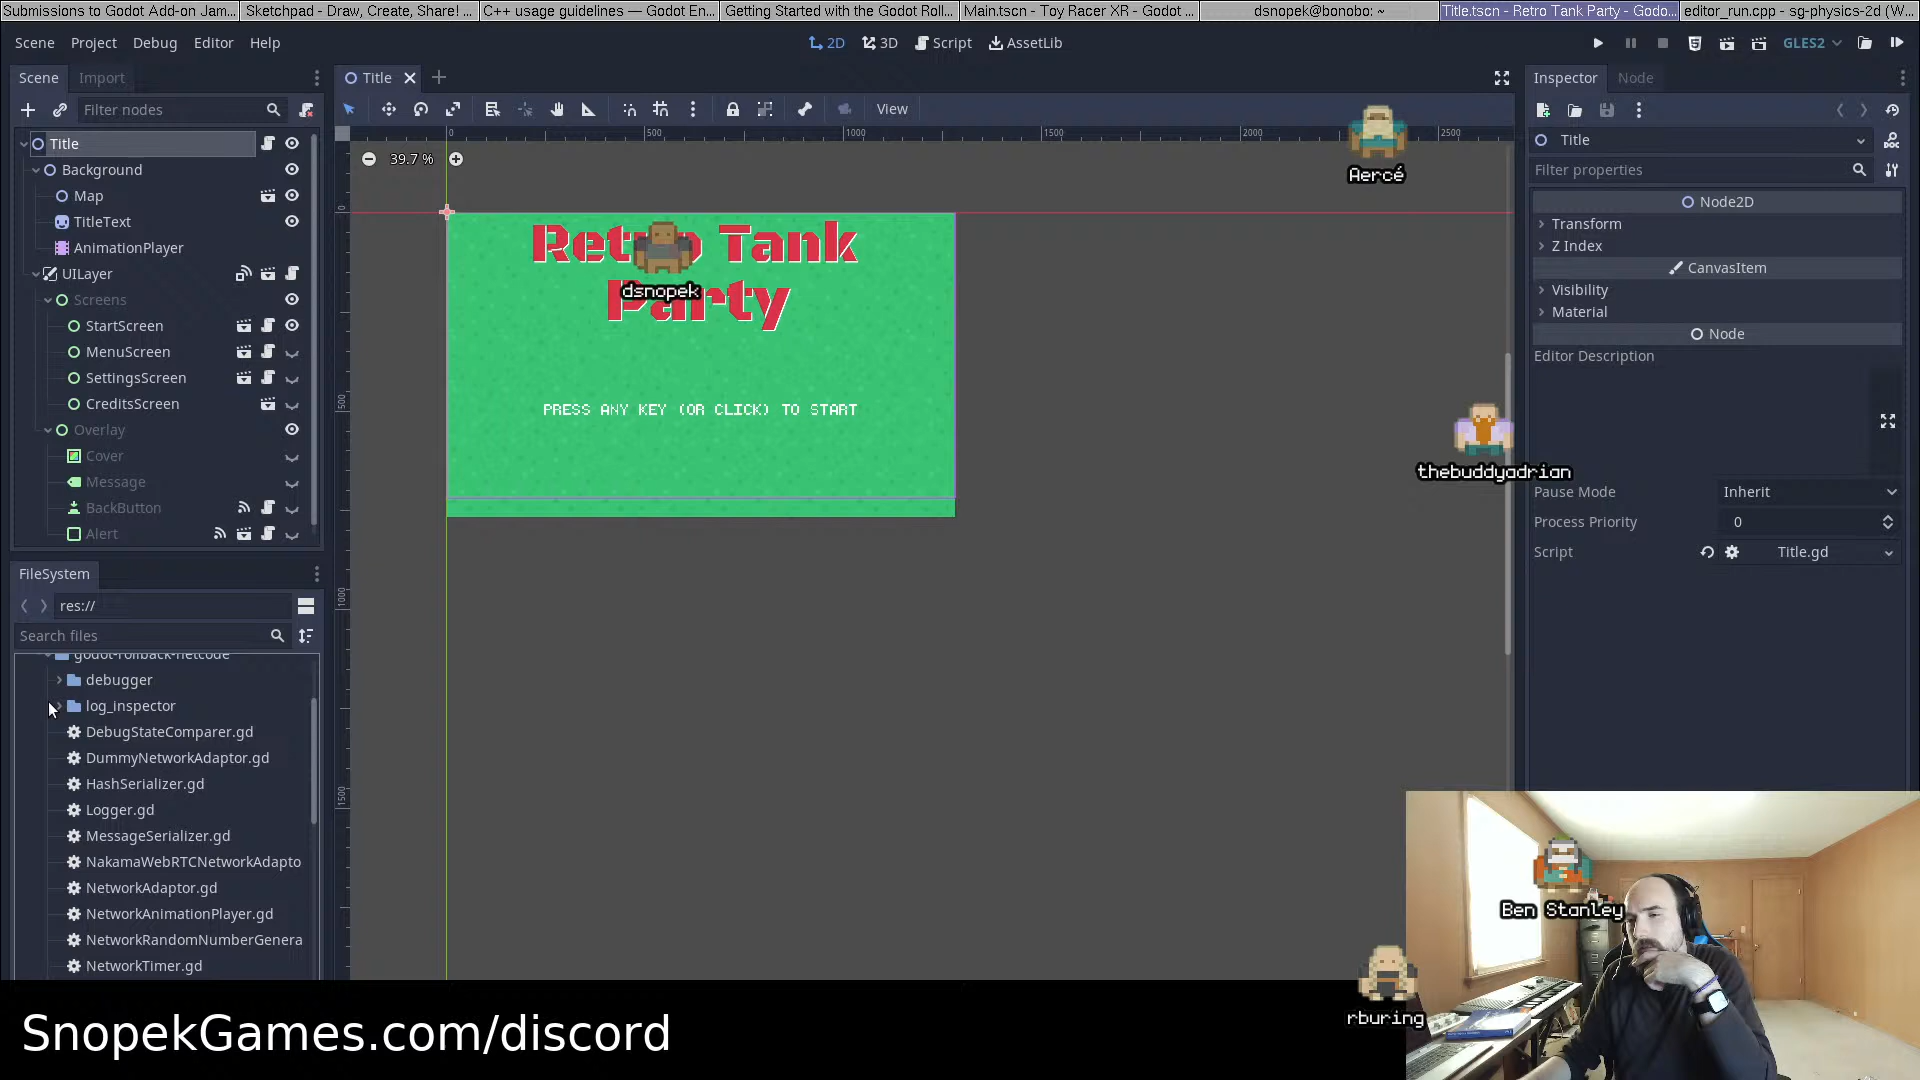 Submissions to Godot Add-on Jam...
Sketchpad - Draw, Create, Share! ...
C++ usage guidelines — Godot En...
Getting Started with the Godot Roll...
Main.tscn - Toy Racer XR - Godot ...
dsnopek@bonobo: ~
Title.tscn - Retro Tank Party - Godo...
editor_run.cpp - sg-physics-2d (W...
Scene Project Debug Editor Help
2D 3D Script AssetLib
GLES2
Scene Import
Filter nodes
Title
Background
Map
TitleText
AnimationPlayer
UILayer
Screens
StartScreen
MenuScreen
SettingsScreen
CreditsScreen
Overlay
Cover
Message
BackButton
Alert
FileSystem
res://
Search files
godot-rollback-netcode
debugger
log_inspector
DebugStateComparer.gd
DummyNetworkAdaptor.gd
HashSerializer.gd
Logger.gd
MessageSerializer.gd
NakamaWebRTCNetworkAdapto
NetworkAdaptor.gd
NetworkAnimationPlayer.gd
NetworkRandomNumberGenera
NetworkTimer.gd
Title
View
0 500 1000 1500 2000 2500
39.7 %
0
500
1000
1500
Retro Tank
Party
dsnopek
PRESS ANY KEY (OR CLICK) TO START
Aercé
thebuddyadrian
Ben Stanley
rburing
Inspector Node
Title
Filter properties
Node2D
Transform
Z Index
CanvasItem
Visibility
Material
Node
Editor Description
Pause Mode Inherit
Process Priority 0
Script Title.gd
SnopekGames.com/discord